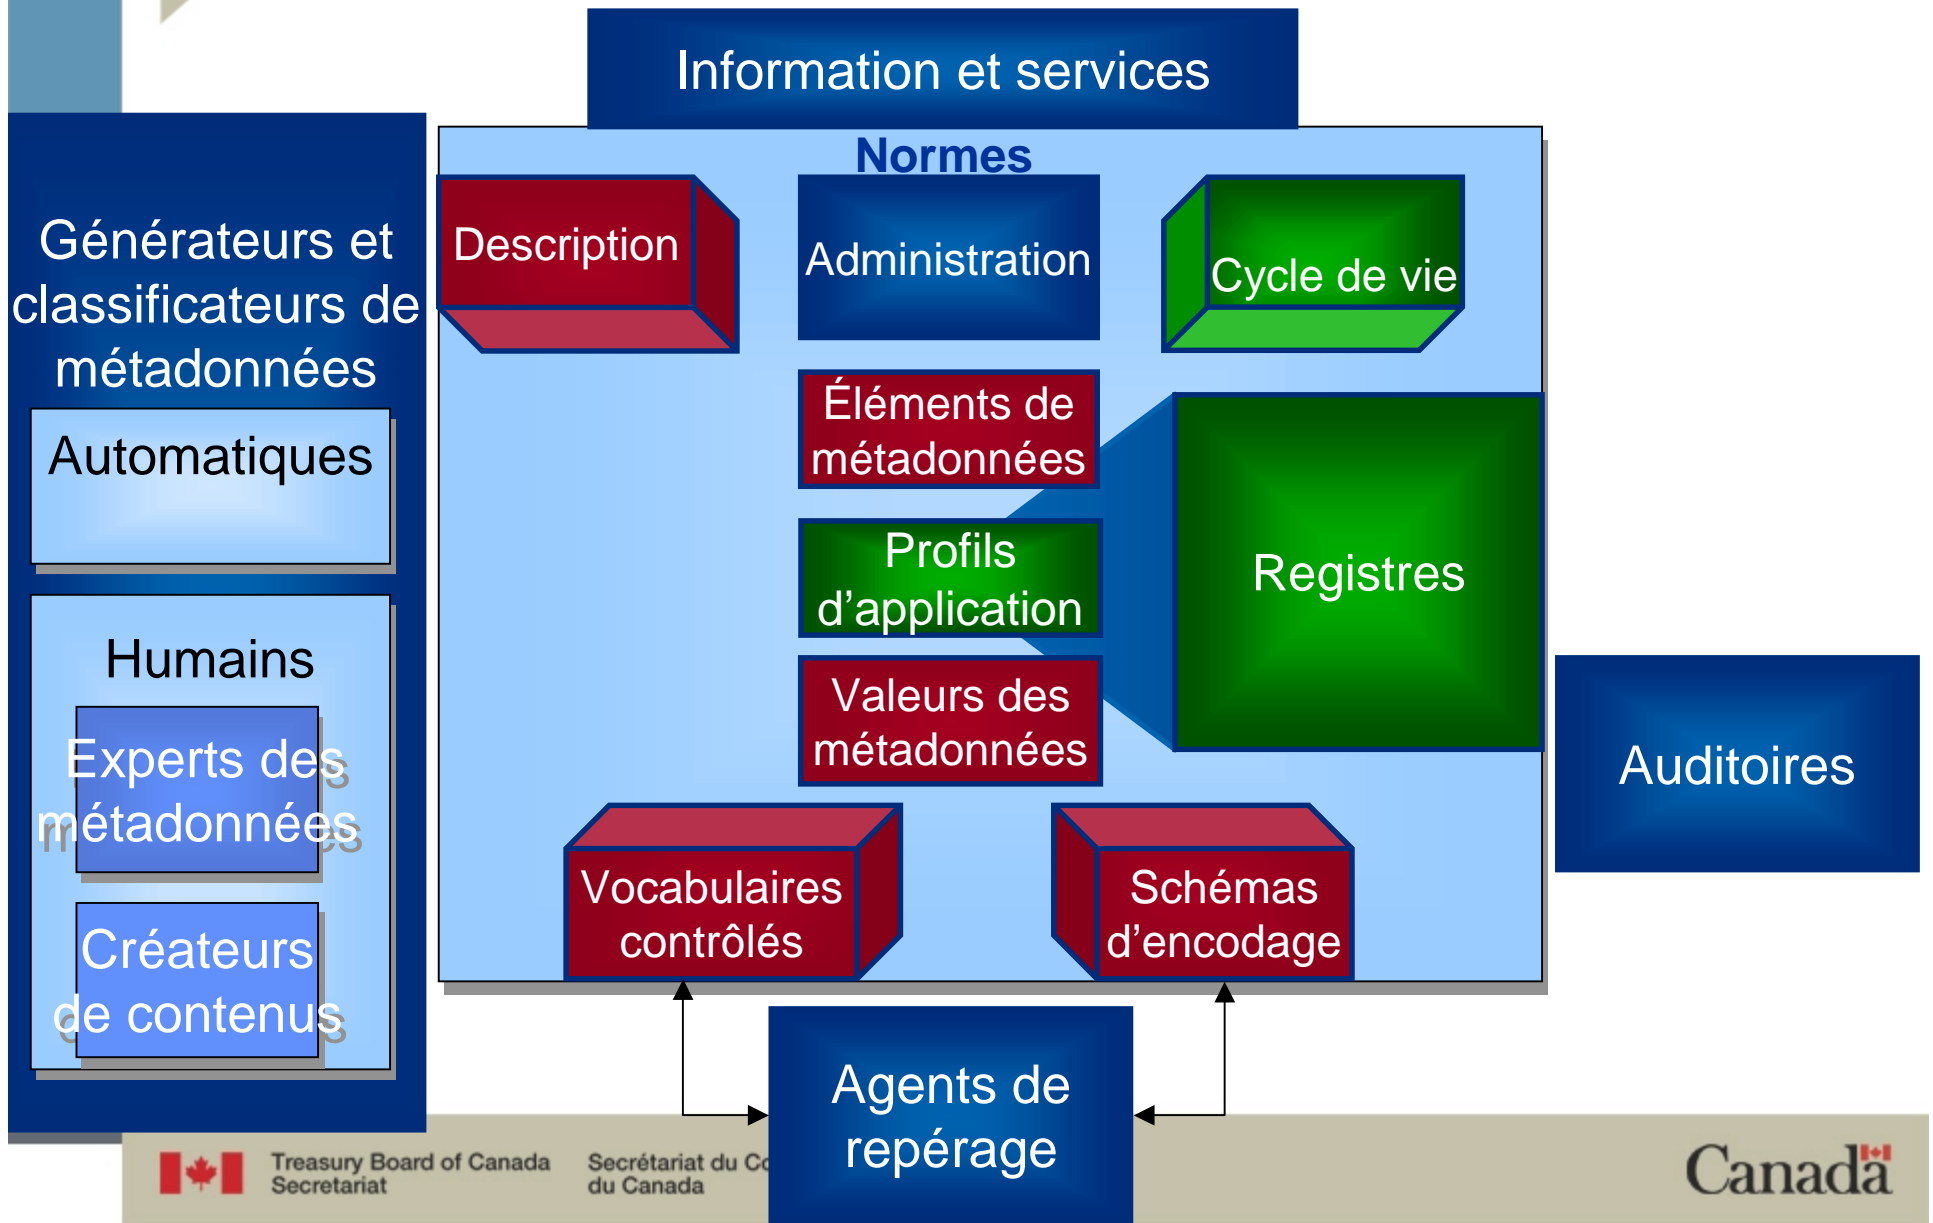 Information et services
Normes
Générateurs et
classificateurs de
métadonnées
Automatiques
Humains
Experts des
métadonnées
Créateurs
de contenus
Description
Administration
Cycle de vie
Éléments de
métadonnées
Profils
d’application
Valeurs des
métadonnées
Registres
Vocabulaires
contrôlés
Schémas
d’encodage
Auditoires
Agents de
repérage
Treasury Board of Canada
Secretariat
Secrétariat du
du Canada
Canada